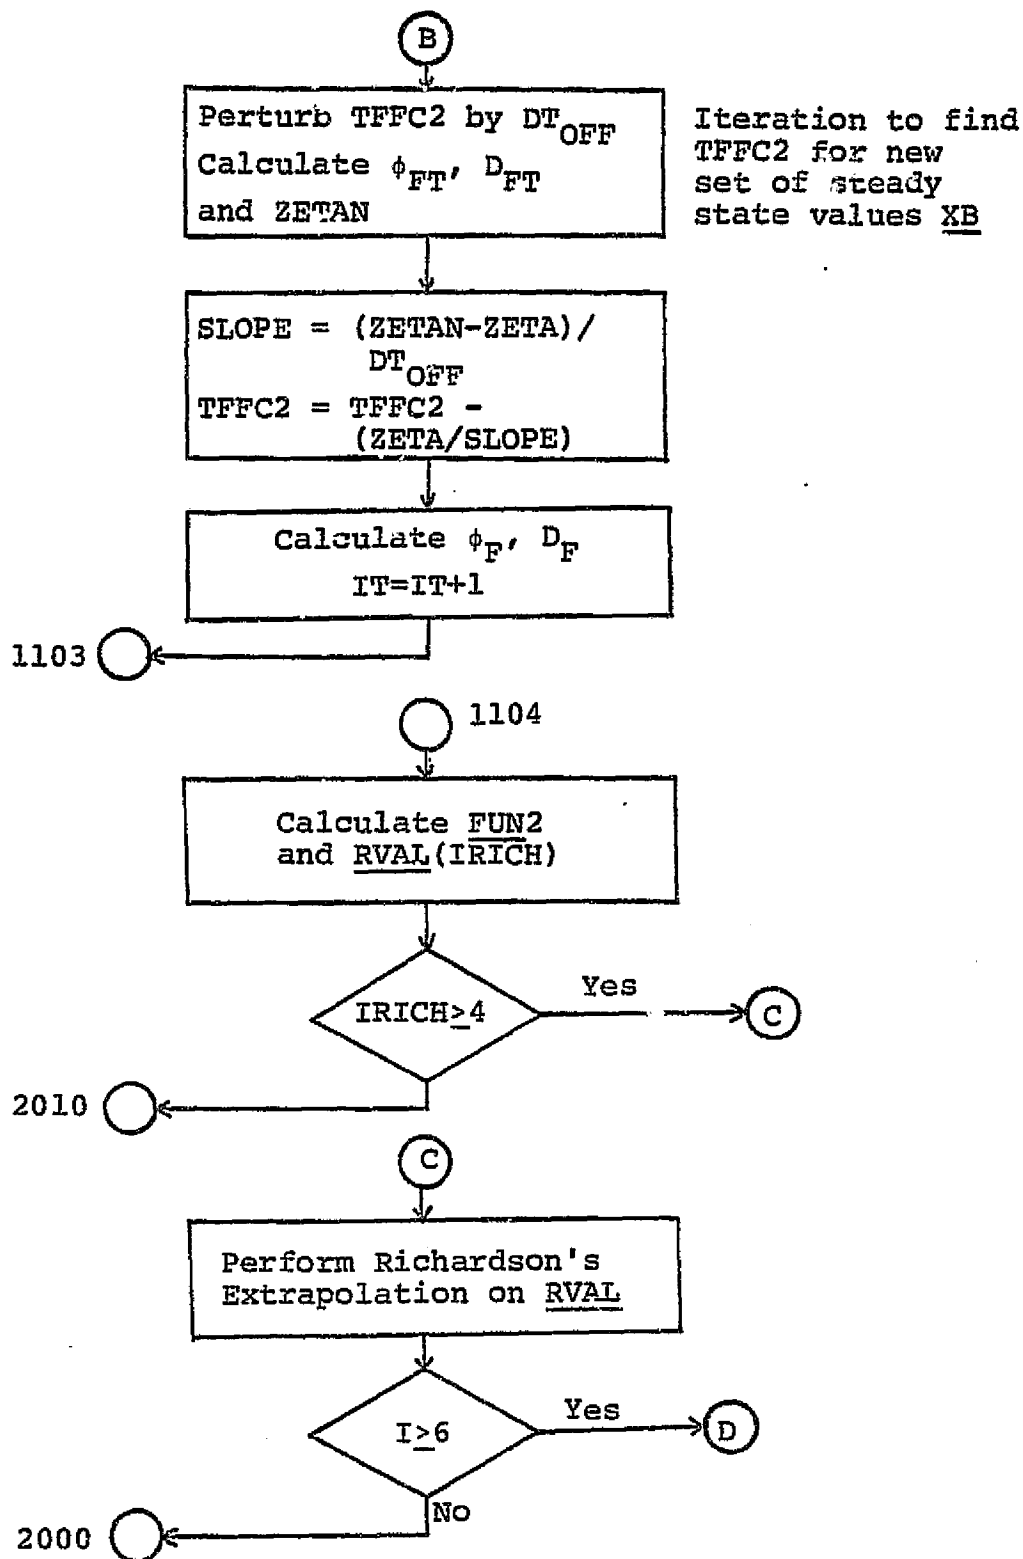 B
Perturb TFFC2 by DT_OFF
Calculate ϕ_FT, D_FT
and ZETAN
Iteration to find
TFFC2 for new
set of steady
state values XB
SLOPE = (ZETAN-ZETA)/
DT_OFF
TFFC2 = TFFC2 -
(ZETA/SLOPE)
Calculate ϕ_F, D_F
IT=IT+1
1103
1104
Calculate FUN2
and RVAL(IRICH)
IRICH≥4
Yes
C
2010
C
Perform Richardson's
Extrapolation on RVAL
I≥6
Yes
D
No
2000